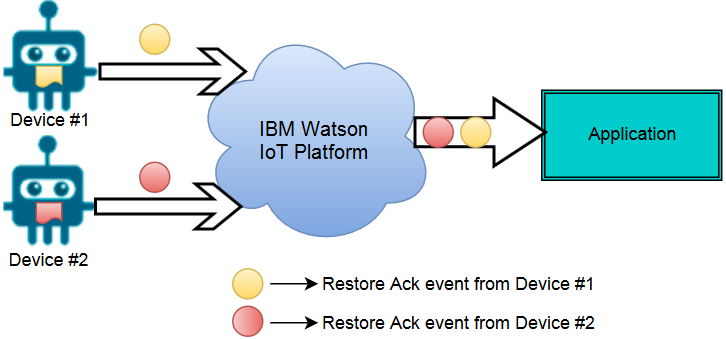 Device #1
IBM Watson
IoT Platform
Application
Device #2
Restore Ack event from Device #1
Restore Ack event from Device #2